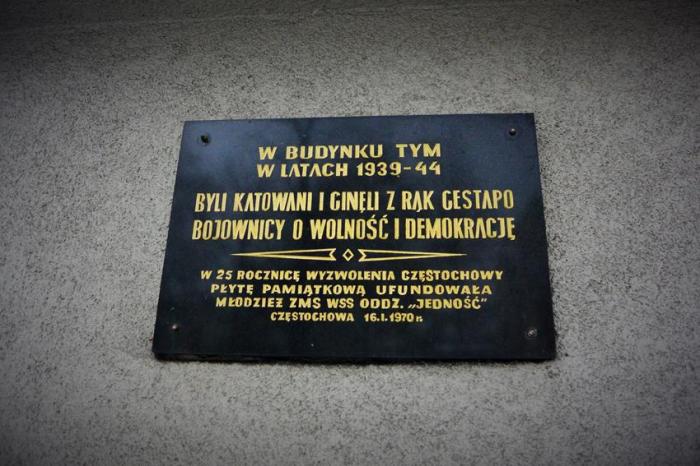 W BUDYNKU TYM
W LATACH 1939-44
BYLI KATOWANI I GINĘLI Z RĄK GESTAPO
BOJOWNICY O WOLNOŚĆ I DEMOKRACJĘ
W 25 ROCZNICĘ WYZWOLENIA CZĘSTOCHOWY
PŁYTĘ PAMIĄTKOWĄ UFUNDOWAŁA
MŁODZIEŻ ZMS WSS ODDZ. „JEDNOŚĆ”
CZĘSTOCHOWA 16.I.1970 r.